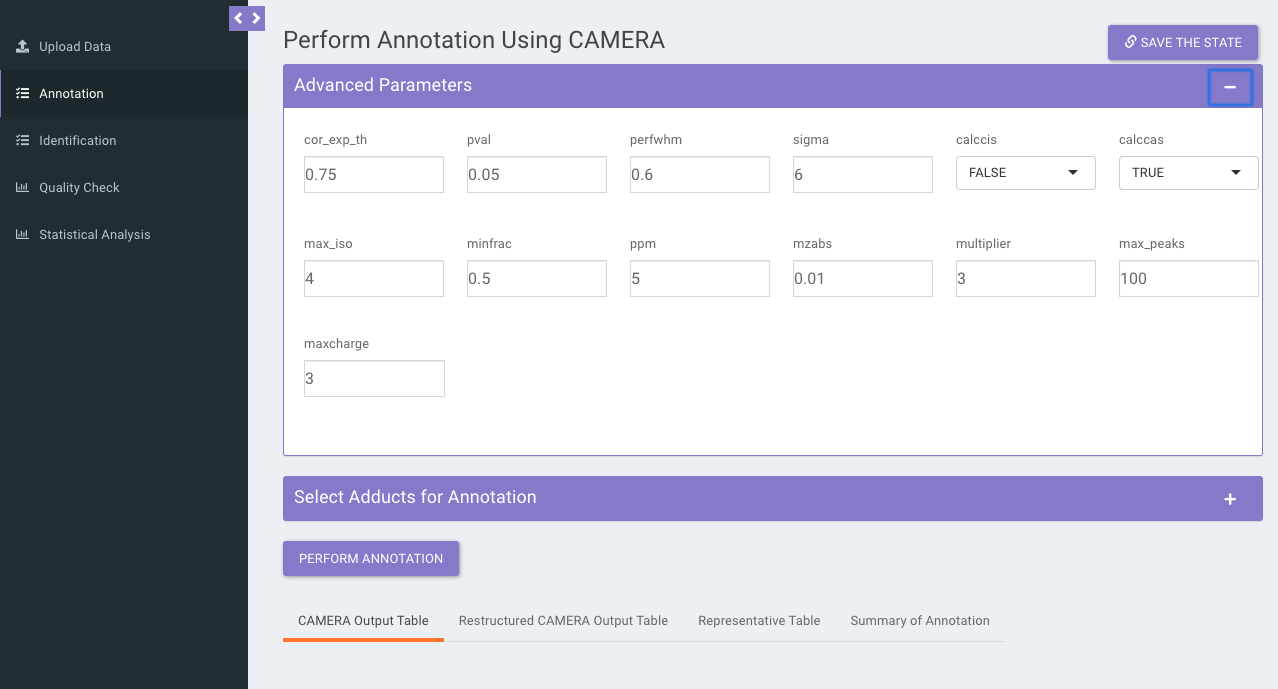 Upload Data
Annotation
Identification
Quality Check
Statistical Analysis
Perform Annotation Using CAMERA
SAVE THE STATE
Advanced Parameters
cor_exp_th pval perfwhm sigma calccis calccas
0.75 0.05 0.6 6 FALSE TRUE
max_iso minfrac ppm mzabs multiplier max_peaks
4 0.5 5 0.01 3 100
maxcharge
3
Select Adducts for Annotation
PERFORM ANNOTATION
CAMERA Output Table Restructured CAMERA Output Table Representative Table Summary of Annotation